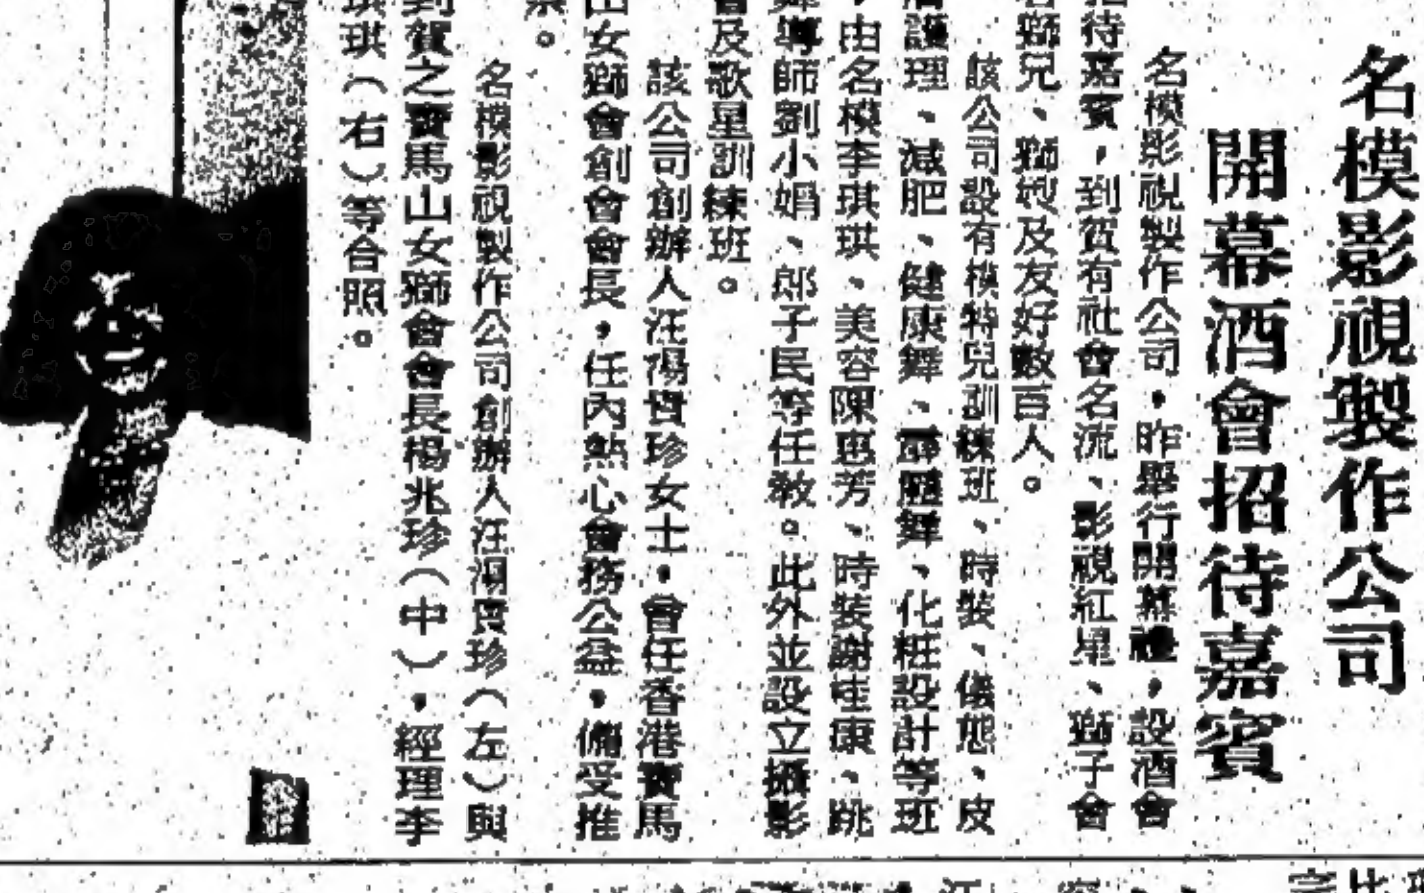 名模影視製作公司
開幕酒會招待嘉賓
名模影視製作公司，昨舉行開幕禮，設酒會
招待嘉賓，到賀有社會名流、影視紅星、獅子會
名獅兄、獅嫂及友好數百人。
該公司設有模特兒訓練班、時裝、儀態、皮
膚護理、減肥、健康舞、霹靂舞、化粧設計等班
，由名模李琪琪、美容陳惠芳、時裝謝桂康、跳
舞導師劉小娟、郎子民等任教。此外並設立攝影
會及歌星訓練班。
該公司創辦人汪湯寶珍女士，曾任香港寶馬
山女獅會創會會長，任內熱心會務公益，備受推
崇。
名模影視製作公司創辦人汪湯寶珍（左）與
到賀之寶馬山女獅會會長楊兆珍（中），經理李
琪琪（右）等合照。